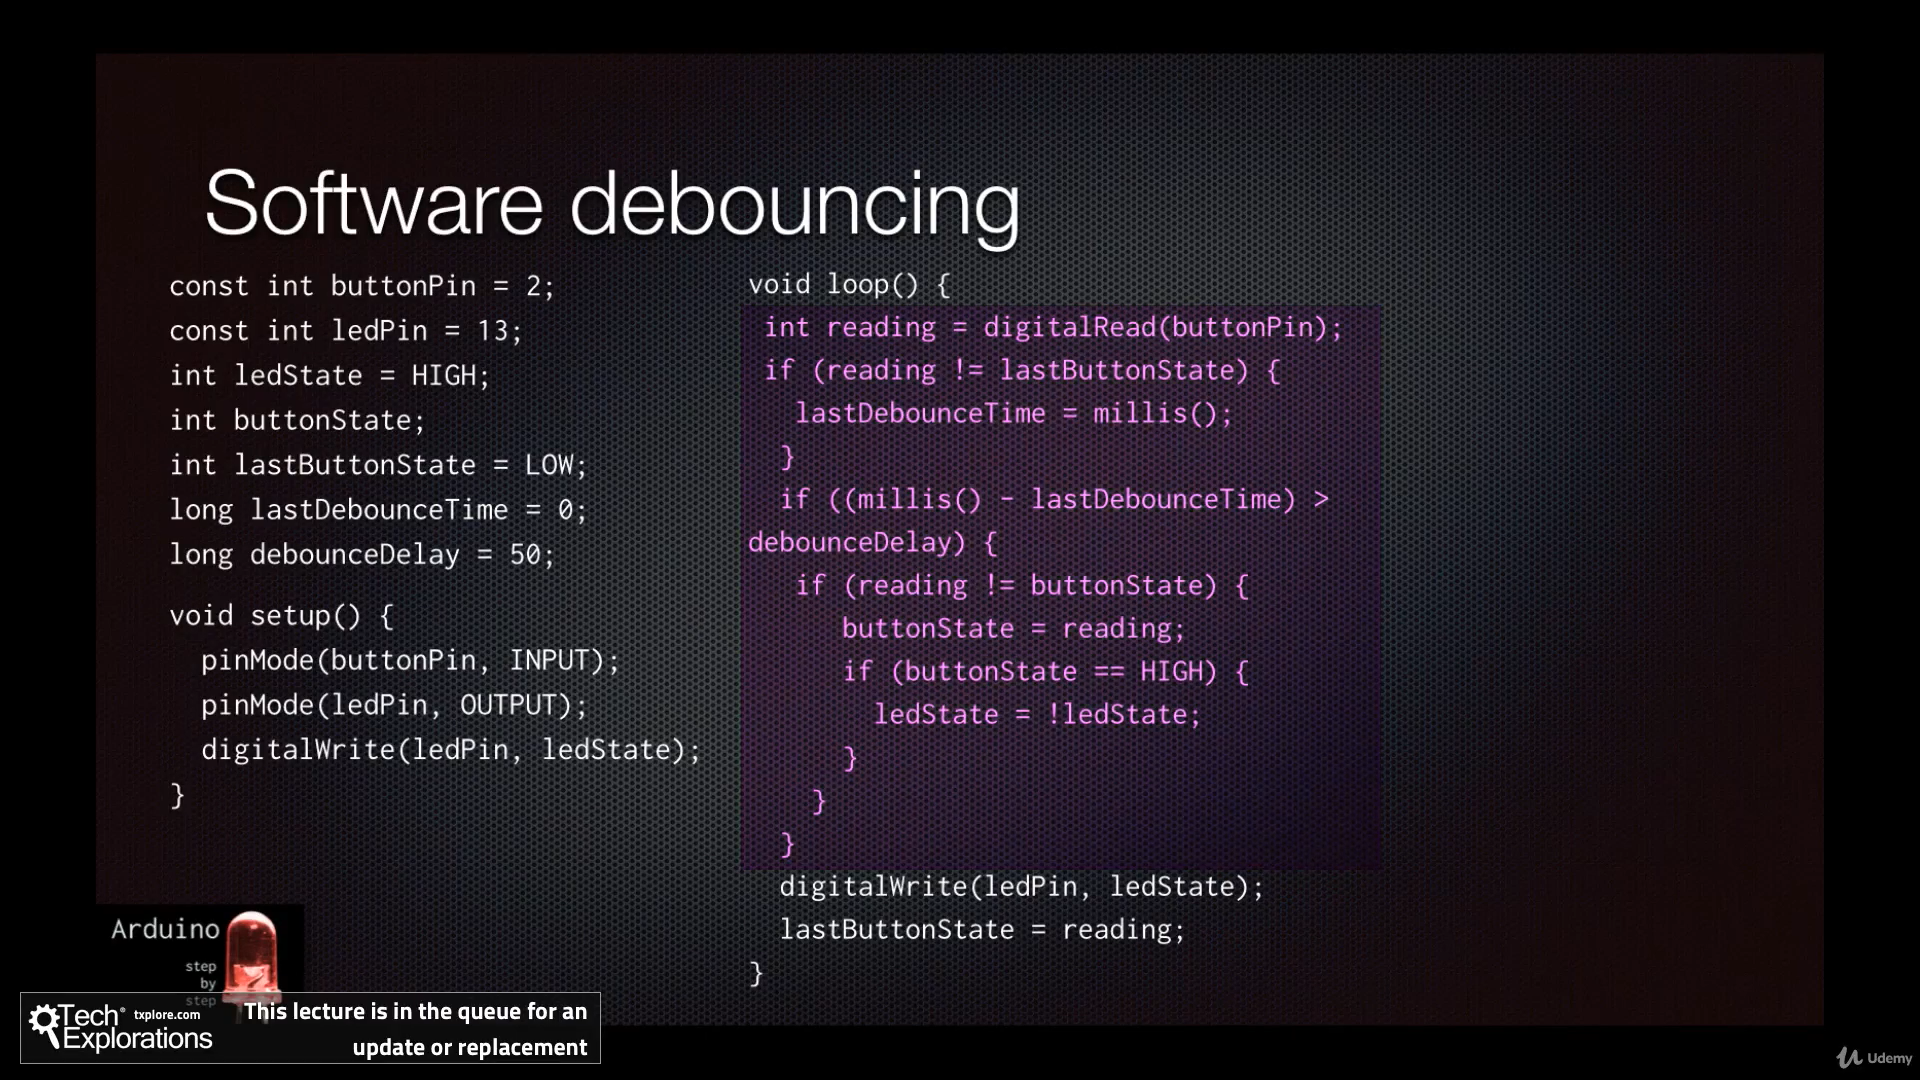 Software debouncing
const int buttonPin = 2;
const int ledPin = 13;
int ledState = HIGH;
int buttonState;
int lastButtonState = LOW;
long lastDebounceTime = 0;
long debounceDelay = 50;
void setup() {
  pinMode(buttonPin, INPUT);
  pinMode(ledPin, OUTPUT);
  digitalWrite(ledPin, ledState);
}
void loop() {
 int reading = digitalRead(buttonPin);
 if (reading != lastButtonState) {
   lastDebounceTime = millis();
  }
  if ((millis() - lastDebounceTime) >
debounceDelay) {
   if (reading != buttonState) {
      buttonState = reading;
      if (buttonState == HIGH) {
        ledState = !ledState;
      }
    }
  }
  digitalWrite(ledPin, ledState);
  lastButtonState = reading;
}
Arduino
step
by
step
Tech txplore.com
Explorations
This lecture is in the queue for an
update or replacement
Udemy